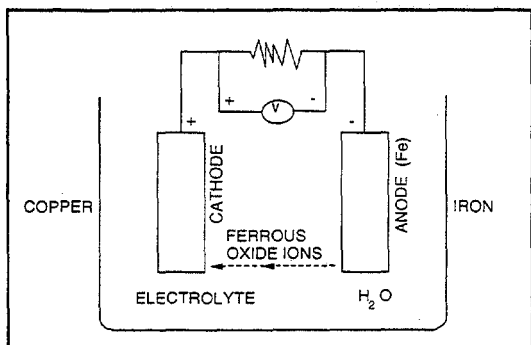 + V -
+ -
CATHODE
ANODE (Fe)
COPPER
IRON
FERROUS
OXIDE IONS
ELECTROLYTE
H₂O